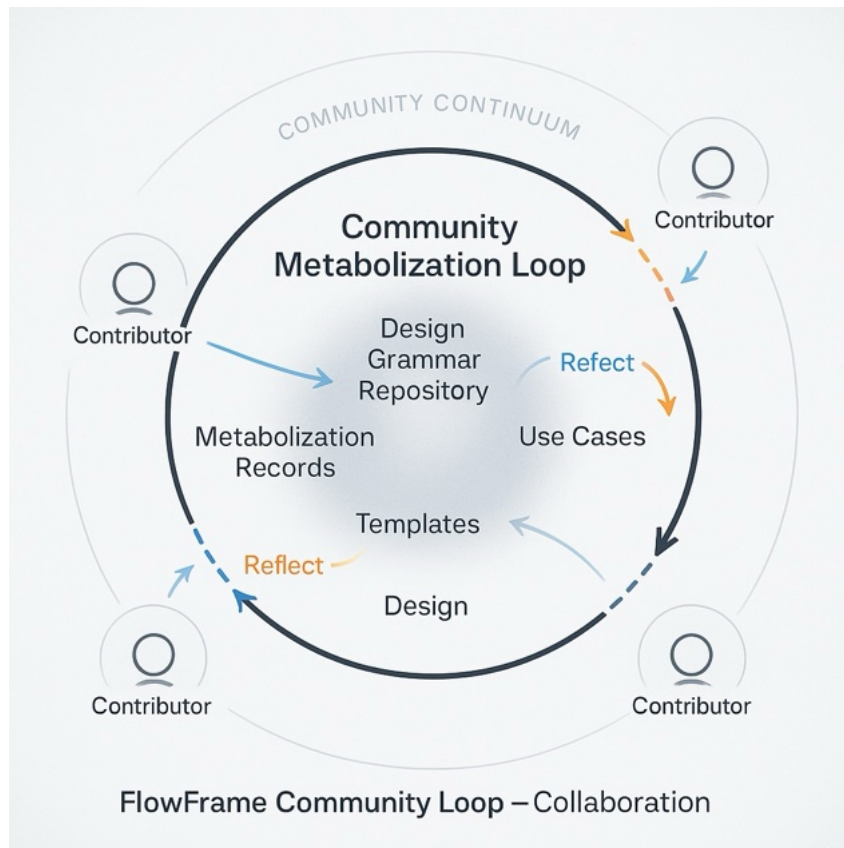 COMMUNITY CONTINUUM
Contributor
Community
Metabolization Loop
Contributor
Design
Grammar
Repository
Refect
Metabolization
Records
Use Cases
Templates
Reflect
Design
Contributor
Contributor
FlowFrame Community Loop – Collaboration